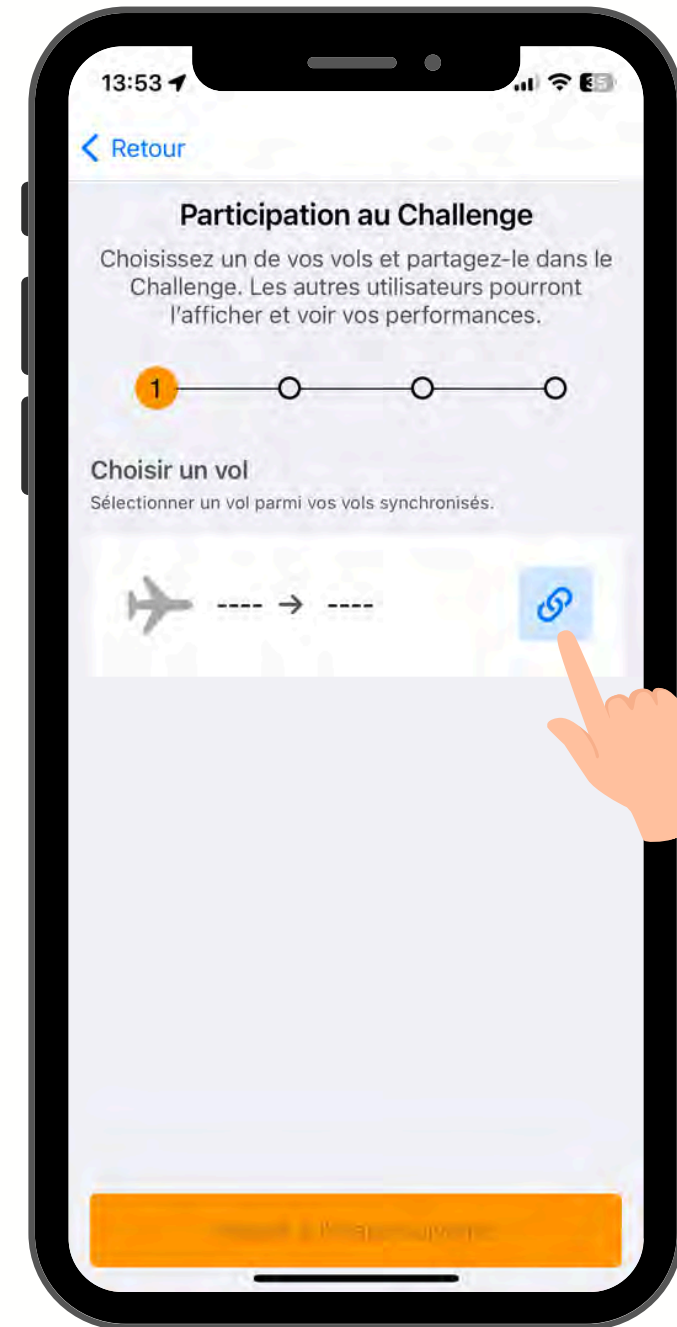 13:53
35
Retour
Participation au Challenge
Choisissez un de vos vols et partagez-le dans le
Challenge. Les autres utilisateurs pourront
l'afficher et voir vos performances.
1
Choisir un vol
Sélectionner un vol parmi vos vols synchronisés.
---- → ----